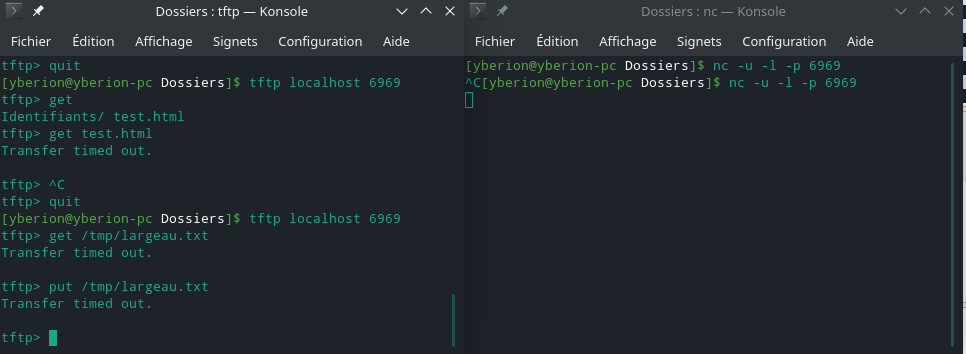 Dossiers : tftp — Konsole
Fichier Édition Affichage Signets Configuration Aide
tftp> quit
[yberion@yberion-pc Dossiers]$ tftp localhost 6969
tftp> get
Identifiants/ test.html
tftp> get test.html
Transfer timed out.
tftp> ^C
tftp> quit
[yberion@yberion-pc Dossiers]$ tftp localhost 6969
tftp> get /tmp/largeau.txt
Transfer timed out.
tftp> put /tmp/largeau.txt
Transfer timed out.
tftp>
Dossiers : nc — Konsole
Fichier Édition Affichage Signets Configuration Aide
[yberion@yberion-pc Dossiers]$ nc -u -l -p 6969
^C[yberion@yberion-pc Dossiers]$ nc -u -l -p 6969